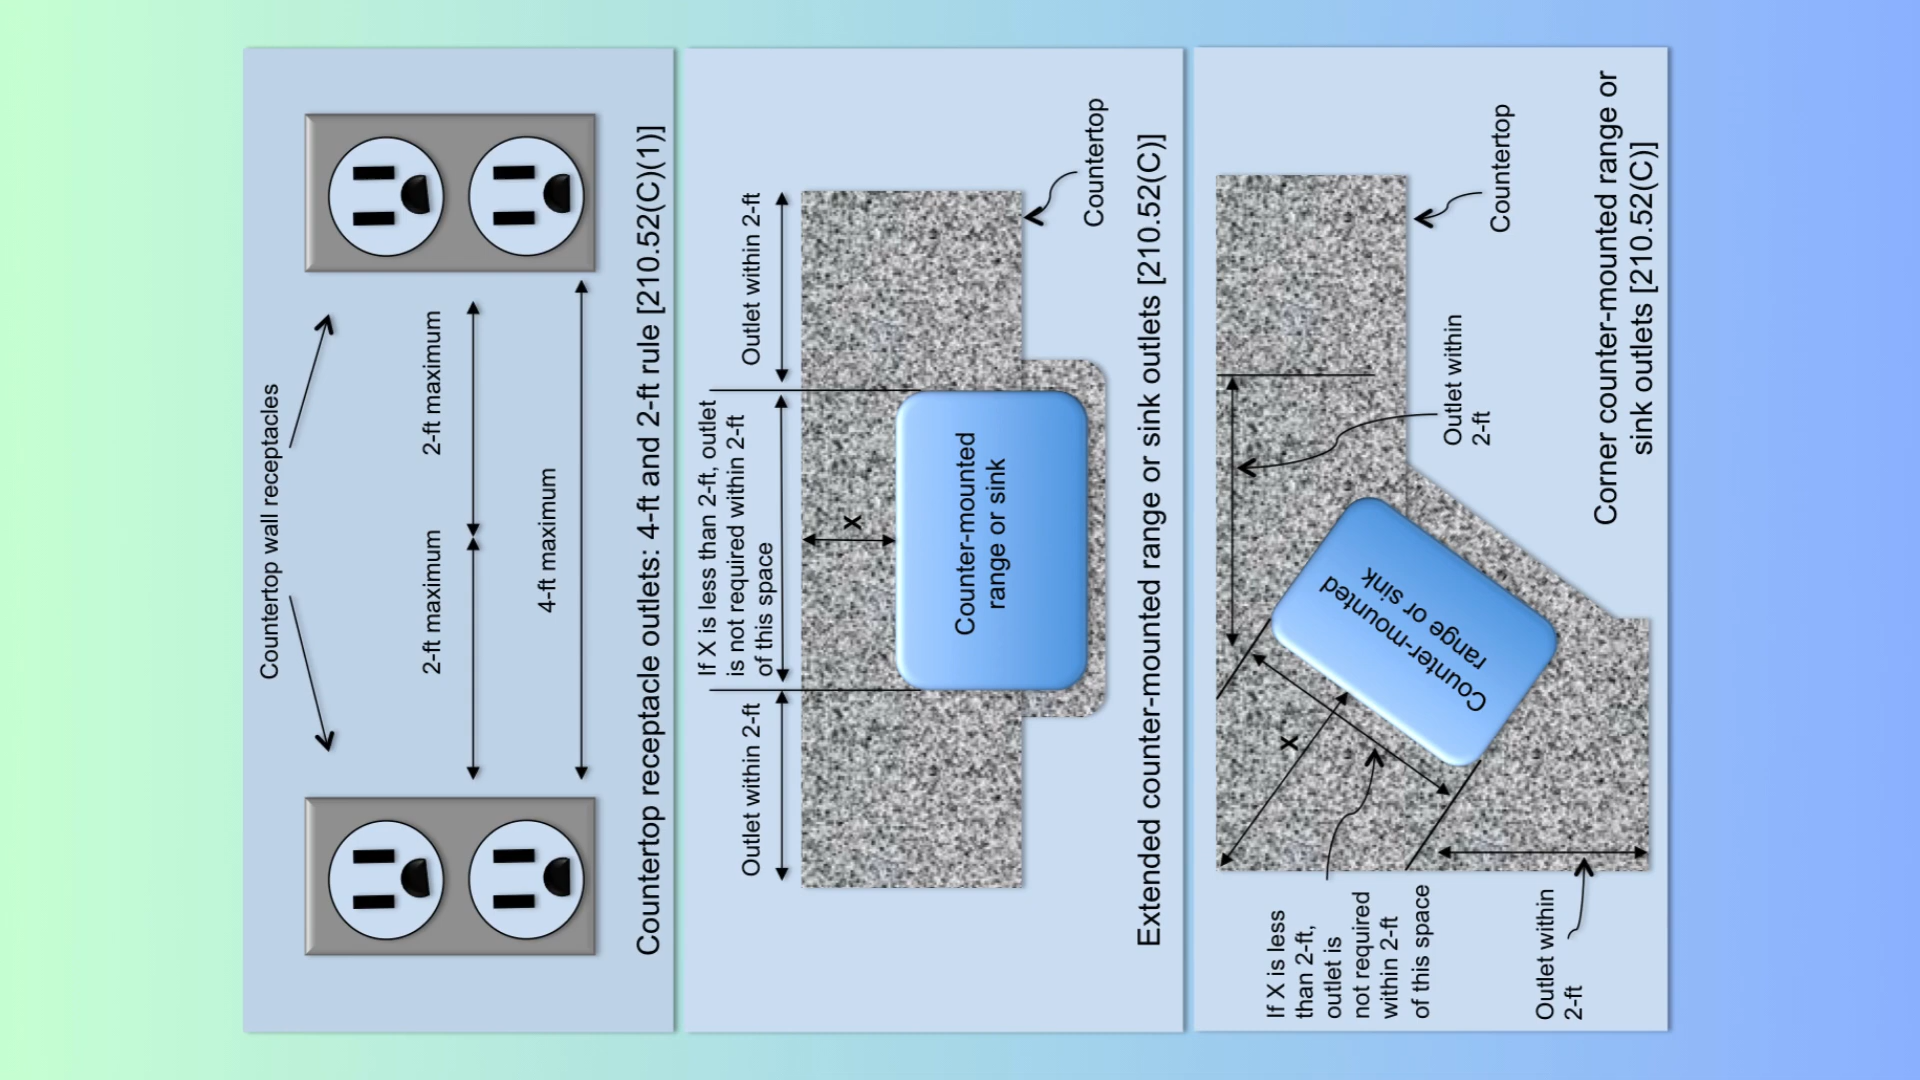 Countertop wall receptacles
2-ft maximum
2-ft maximum
4-ft maximum
Countertop receptacle outlets: 4-ft and 2-ft rule [210.52(C)(1)]
If X is less than 2-ft, outlet
is not required within 2-ft
of this space
Outlet within 2-ft
Outlet within 2-ft
X
Counter-mounted
range or sink
Countertop
Extended counter-mounted range or sink outlets [210.52(C)]
If X is less
than 2-ft,
outlet is
not required
within 2-ft
of this space
X
Counter-mounted
range or sink
Outlet within
2-ft
Countertop
Outlet within
2-ft
Corner counter-mounted range or
sink outlets [210.52(C)]